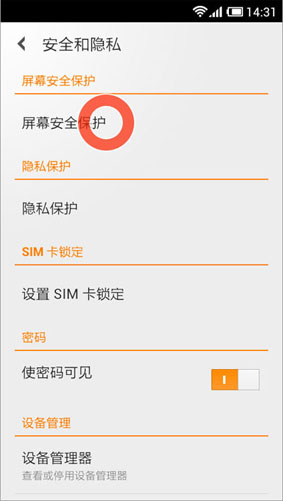 14:31
安全和隐私
屏幕安全保护
屏幕安全保护
隐私保护
隐私保护
SIM 卡锁定
设置 SIM 卡锁定
密码
使密码可见
设备管理
设备管理器
查看或停用设备管理器